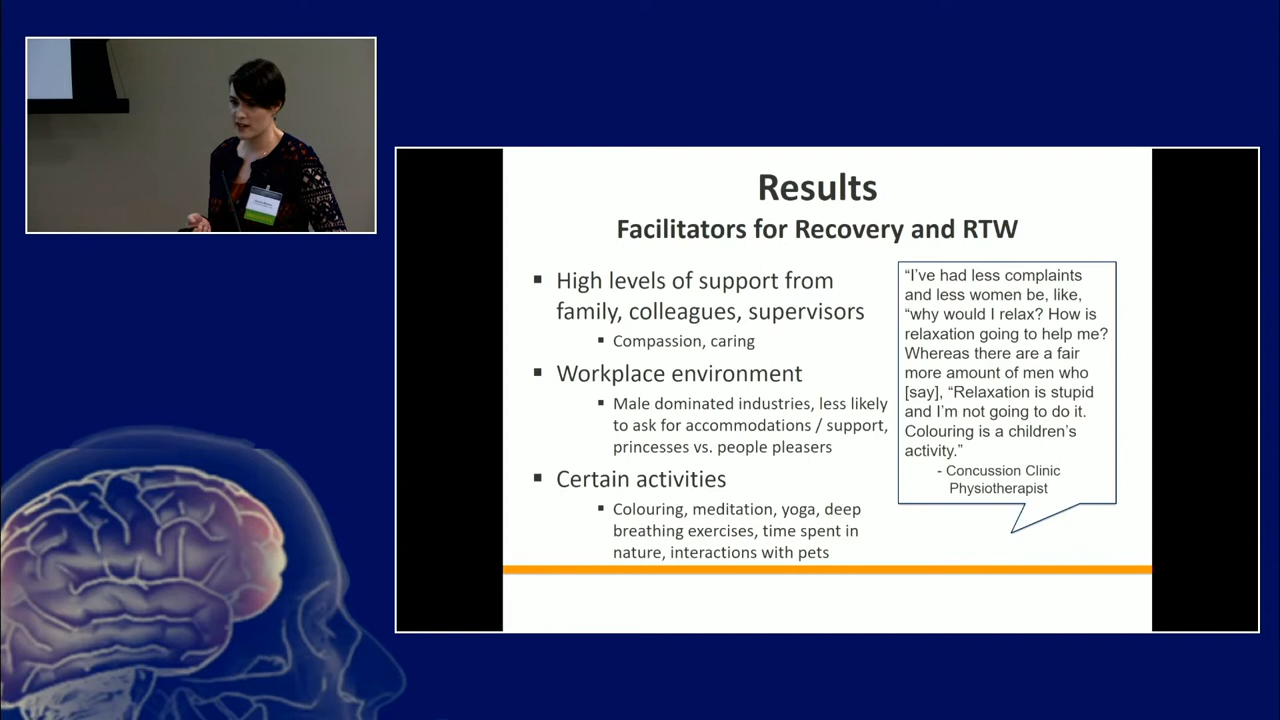 Results
Facilitators for Recovery and RTW
▪ High levels of support from
family, colleagues, supervisors
▪ Compassion, caring
▪ Workplace environment
▪ Male dominated industries, less likely
to ask for accommodations / support,
princesses vs. people pleasers
▪ Certain activities
▪ Colouring, meditation, yoga, deep
breathing exercises, time spent in
nature, interactions with pets
“I’ve had less complaints
and less women be, like,
“why would I relax? How is
relaxation going to help me?
Whereas there are a fair
more amount of men who
[say], “Relaxation is stupid
and I’m not going to do it.
Colouring is a children’s
activity.”
- Concussion Clinic
Physiotherapist